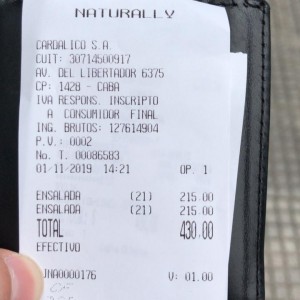 NATURALLY
CARDALICO S.A.
CUIT: 30714500917
AV. DEL LIBERTADOR 6375
CP: 1428 - CABA
IVA RESPONS. INSCRIPTO
A CONSUMIDOR FINAL
ING. BRUTOS: 127614904
P.V.: 0002
No. T. 00086583
01-11-2019 14:21 OP. 1
ENSALADA (21) 215.00
ENSALADA (21) 215.00
TOTAL 430.00
EFECTIVO
JNA0000176 V: 01.00
CF